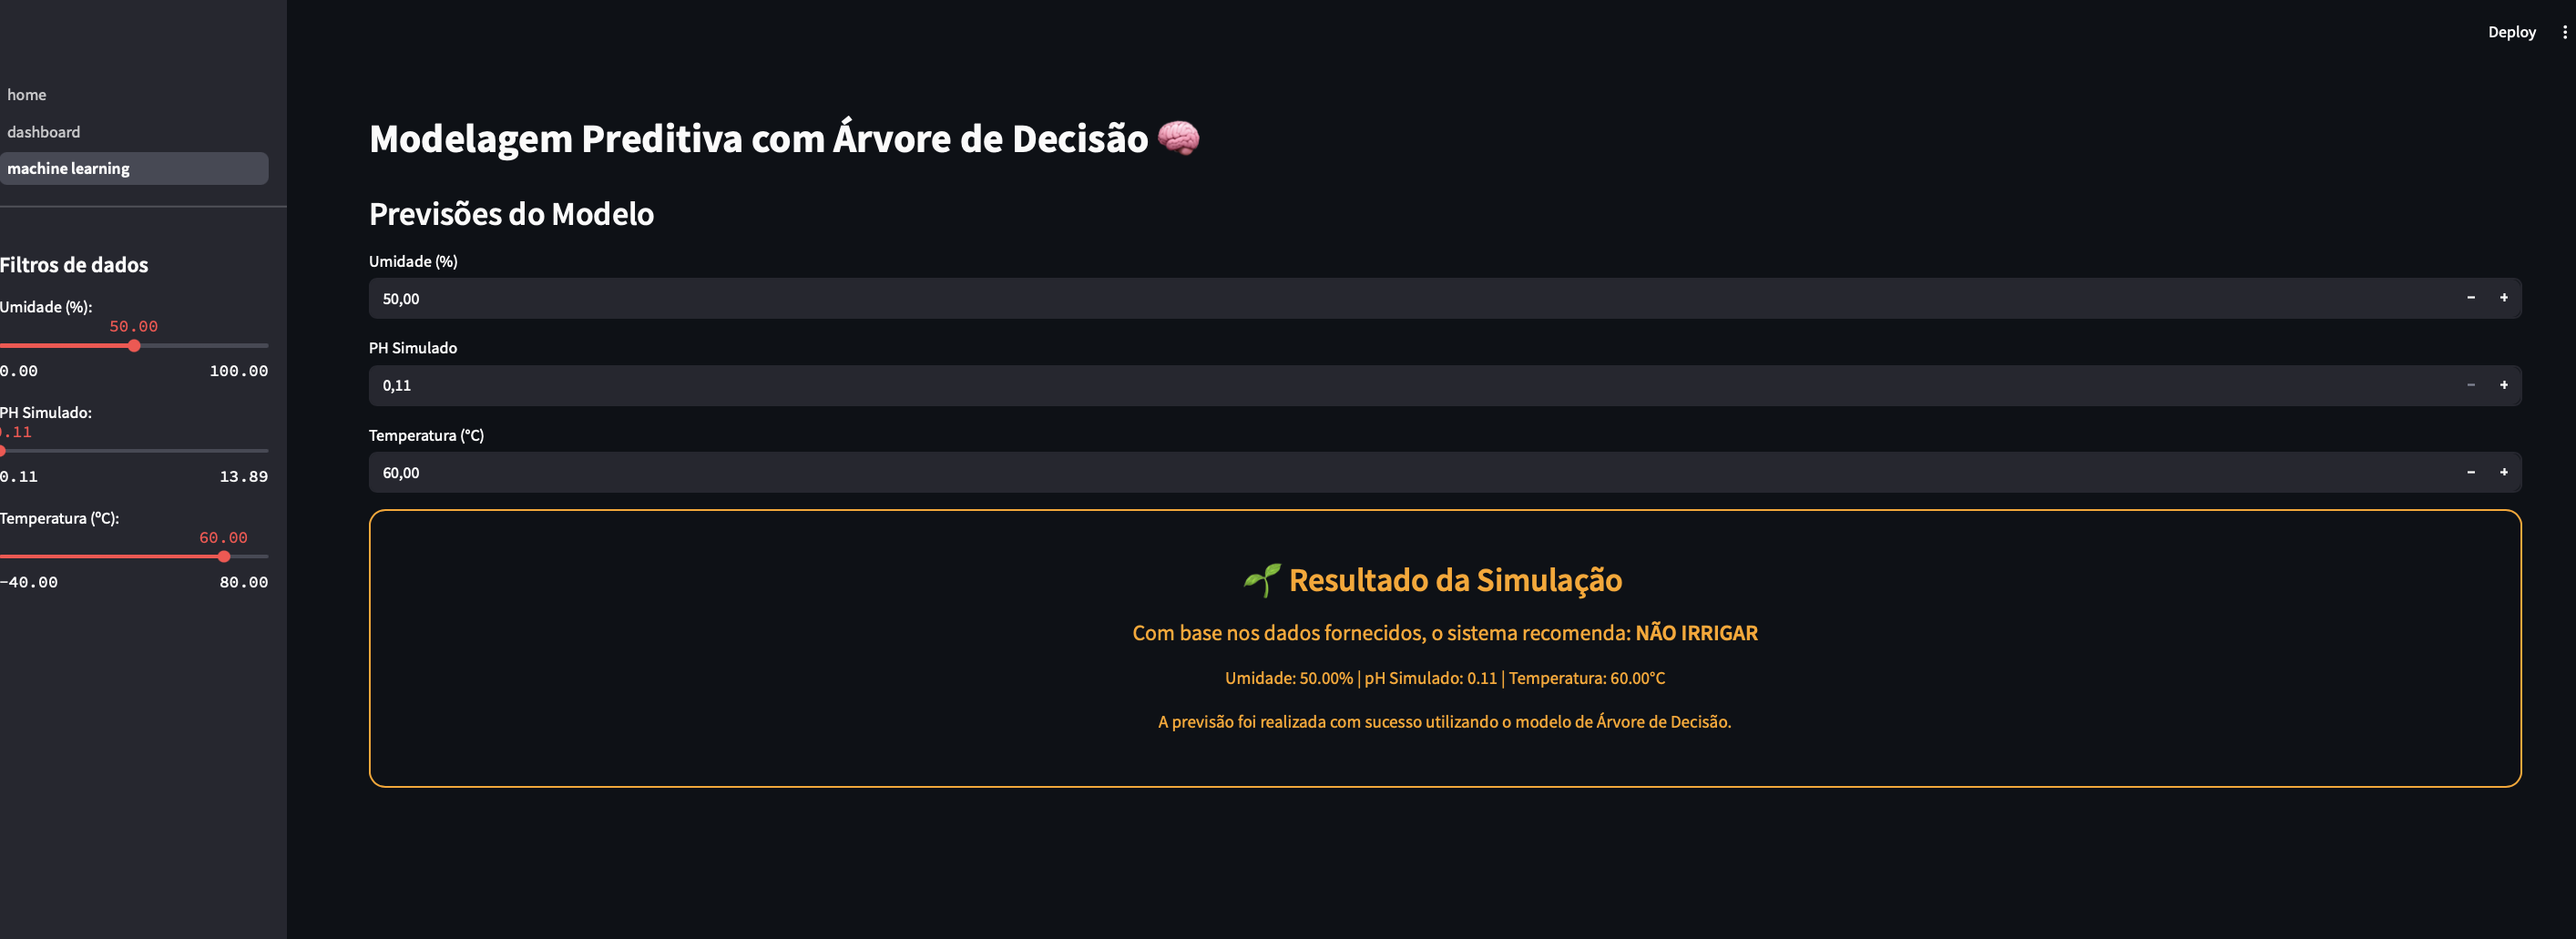 Deploy
home
dashboard
machine learning
Filtros de dados
Umidade (%):
50.00
0.00 100.00
PH Simulado:
0.11
0.11 13.89
Temperatura (°C):
60.00
-40.00 80.00
Modelagem Preditiva com Árvore de Decisão
Previsões do Modelo
Umidade (%)
50,00
PH Simulado
0,11
Temperatura (°C)
60,00
Resultado da Simulação
Com base nos dados fornecidos, o sistema recomenda: NÃO IRRIGAR
Umidade: 50.00% | pH Simulado: 0.11 | Temperatura: 60.00°C
A previsão foi realizada com sucesso utilizando o modelo de Árvore de Decisão.